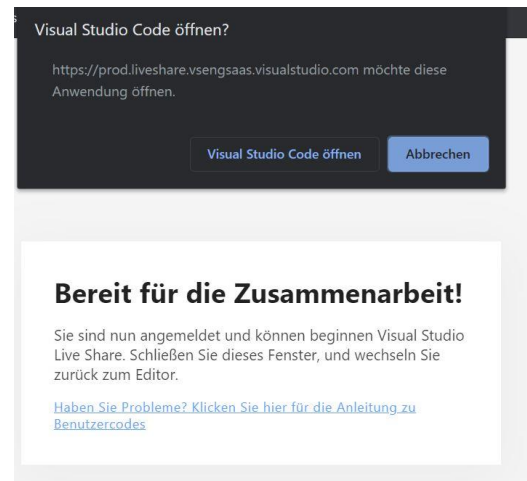 Visual Studio Code öffnen?
https://prod.liveshare.vsengsaas.visualstudio.com möchte diese
Anwendung öffnen.
Visual Studio Code öffnen
Abbrechen
Bereit für die Zusammenarbeit!
Sie sind nun angemeldet und können beginnen Visual Studio
Live Share. Schließen Sie dieses Fenster, und wechseln Sie
zurück zum Editor.
Haben Sie Probleme? Klicken Sie hier für die Anleitung zu
Benutzercodes